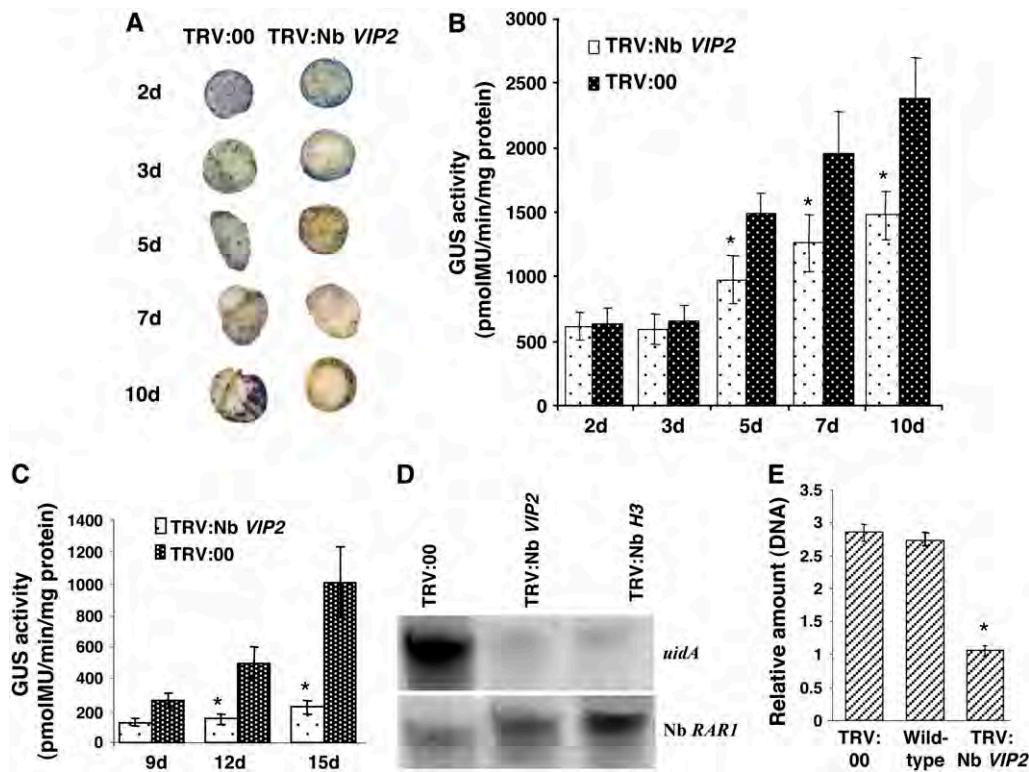 A
TRV:00 TRV:Nb VIP2
2d
3d
5d
7d
10d
B
GUS activity
(pmolMU/min/mg protein)
3000
2500
2000
1500
1000
500
0
TRV:Nb VIP2
TRV:00
*
*
*
2d 3d 5d 7d 10d
C
GUS activity
(pmolMU/min/mg protein)
1400
1200
1000
800
600
400
200
0
TRV:Nb VIP2
TRV:00
*
*
9d 12d 15d
D
TRV:00
TRV:Nb VIP2
TRV:Nb H3
uidA
Nb RAR1
E
Relative amount (DNA)
3.5
3
2.5
2
1.5
1
0.5
0
*
TRV:
00
Wild-
type
TRV:
Nb VIP2